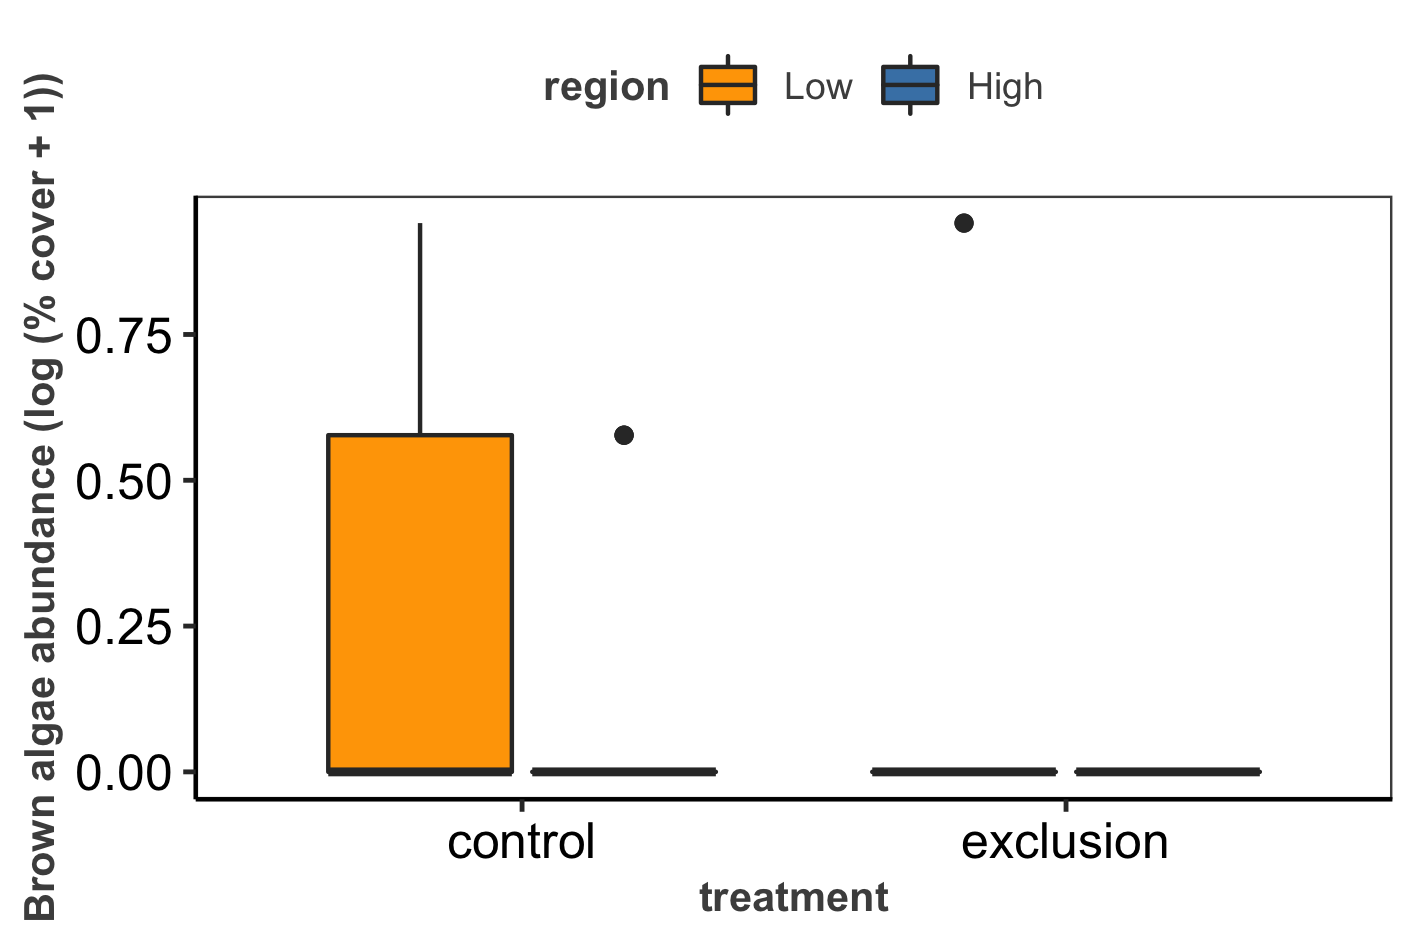 region Low High
Brown algae abundance (log (% cover + 1))
0.75
0.50
0.25
0.00
control exclusion
treatment